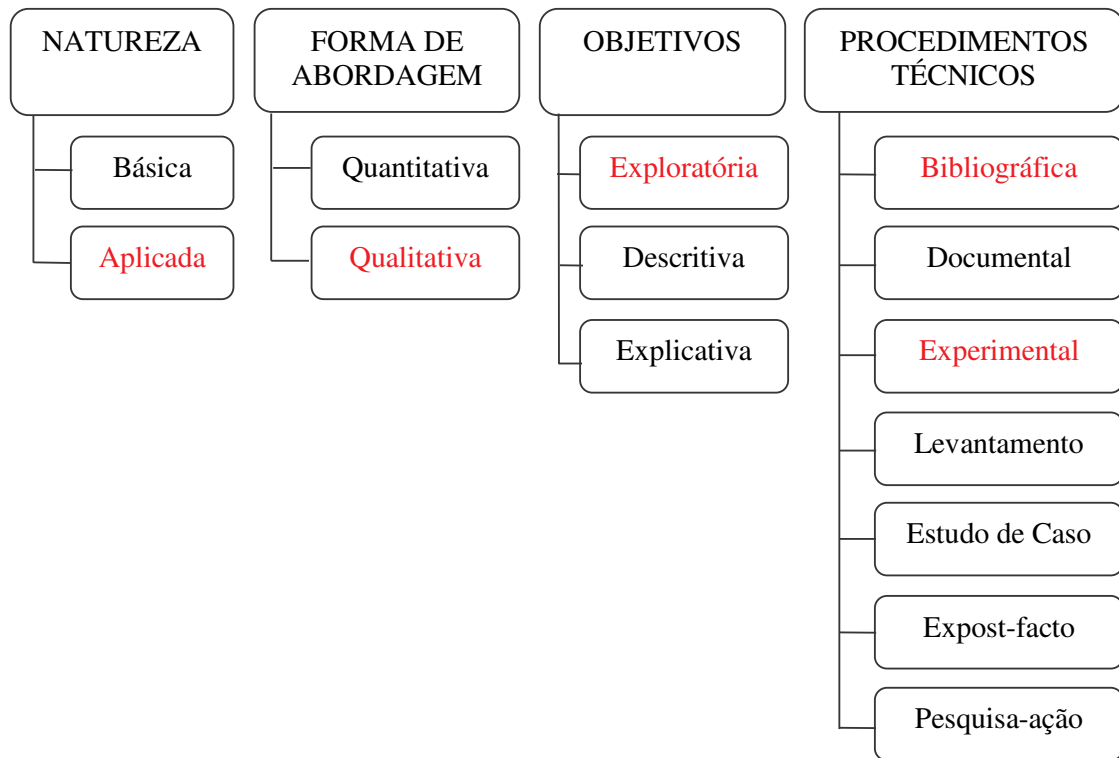 NATUREZA
Básica
Aplicada
FORMA DE
ABORDAGEM
Quantitativa
Qualitativa
OBJETIVOS
Exploratória
Descritiva
Explicativa
PROCEDIMENTOS
TÉCNICOS
Bibliográfica
Documental
Experimental
Levantamento
Estudo de Caso
Expost-facto
Pesquisa-ação